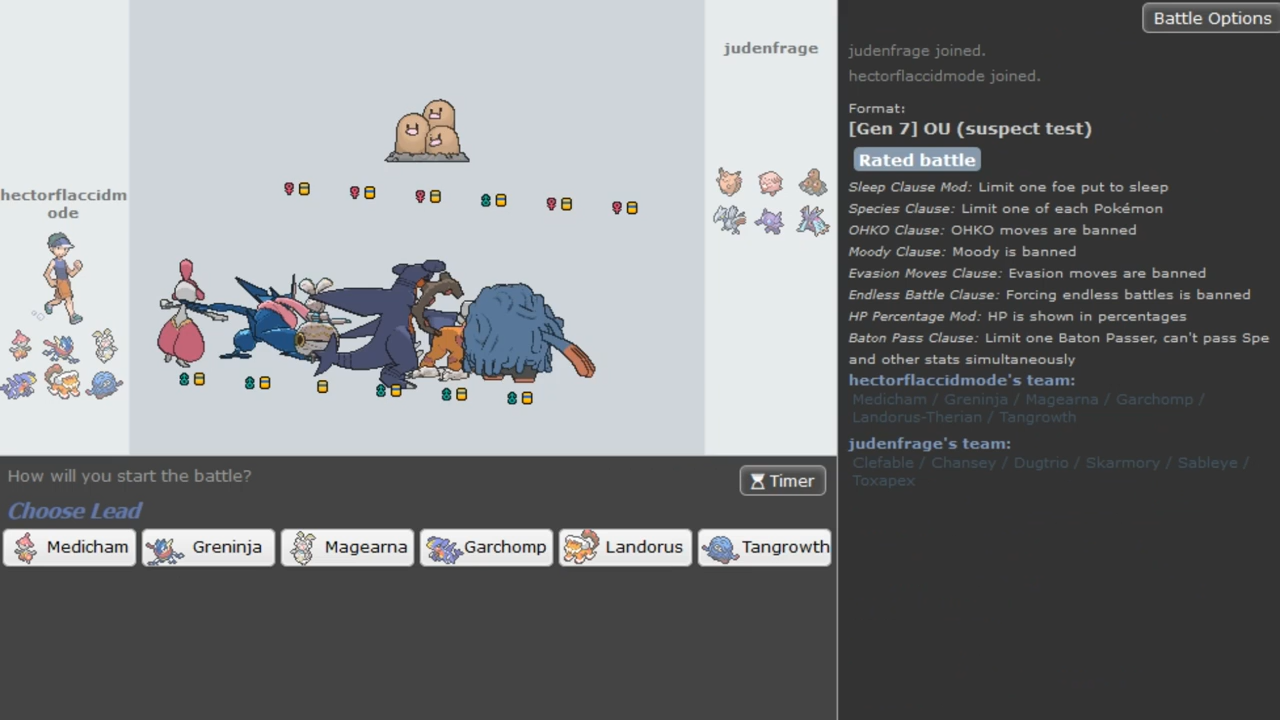 Battle Options
judenfrage
judenfrage joined.
hectorflaccidmode joined.
Format:
[Gen 7] OU (suspect test)
Rated battle
Sleep Clause Mod: Limit one foe put to sleep
Species Clause: Limit one of each Pokémon
OHKO Clause: OHKO moves are banned
Moody Clause: Moody is banned
Evasion Moves Clause: Evasion moves are banned
Endless Battle Clause: Forcing endless battles is banned
HP Percentage Mod: HP is shown in percentages
Baton Pass Clause: Limit one Baton Passer, can't pass Spe
and other stats simultaneously
hectorflaccidmode's team:
Medicham / Greninja / Magearna / Garchomp /
Landorus-Therian / Tangrowth
judenfrage's team:
Clefable / Chansey / Dugtrio / Skarmory / Sableye /
Toxapex
hectorflaccidm
ode
How will you start the battle?
Timer
Choose Lead
Medicham
Greninja
Magearna
Garchomp
Landorus
Tangrowth